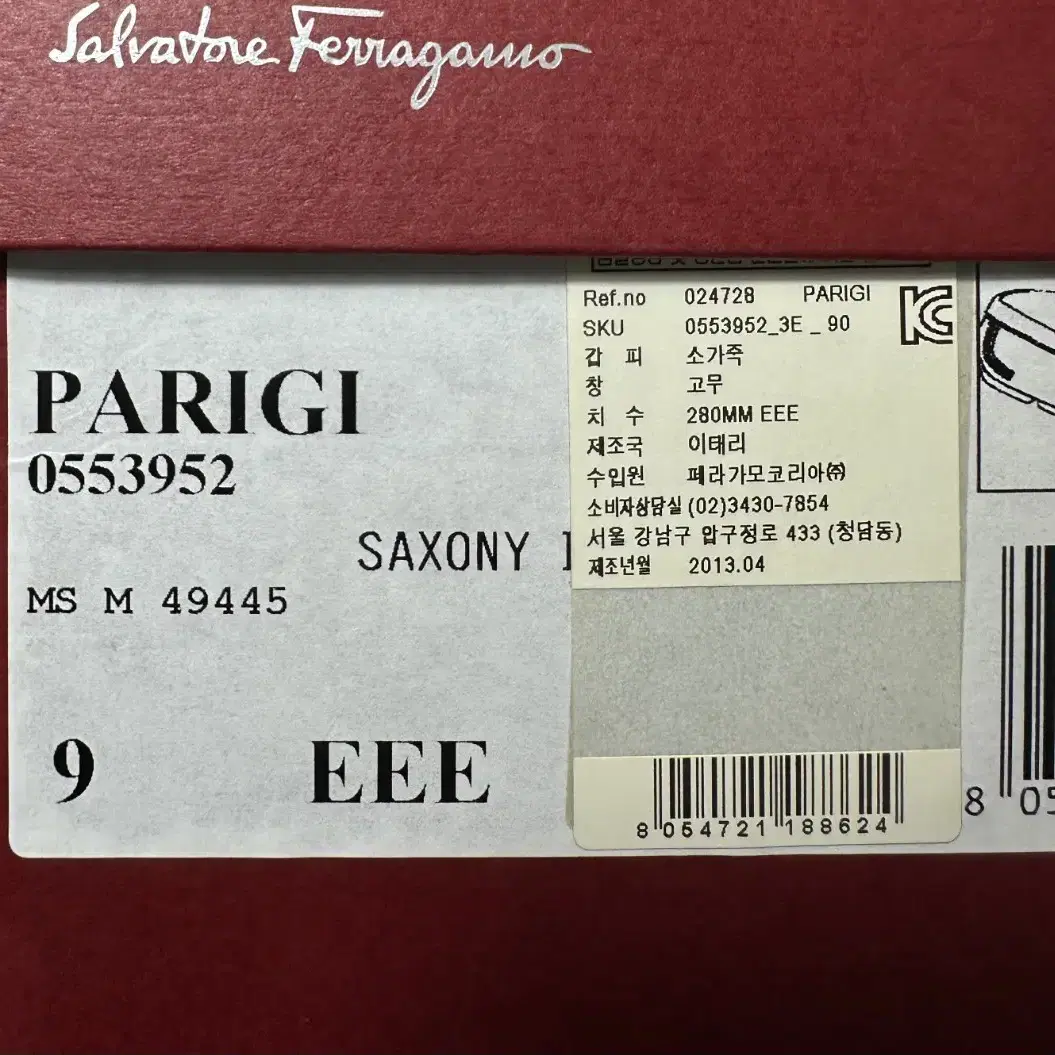 Salvatore Ferragamo
PARIGI
0553952
SAXONY
MS M 49445
9 EEE
Ref.no 024728 PARIGI
SKU 0553952_3E _ 90
갑 피 소가죽
창 고무
치 수 280MM EEE
제조국 이태리
수입원 페라가모코리아㈜
소비자상담실 (02)3430-7854
서울 강남구 압구정로 433 (청담동)
제조년월 2013.04
8 054721 188624
8 05